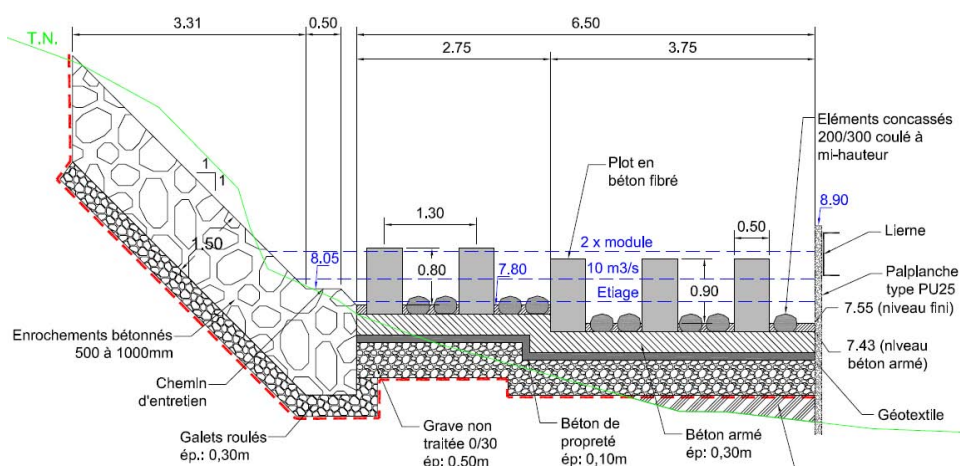 3.31
0.50
6.50
2.75
3.75
T.N.
Eléments concassés
200/300 coulé à
mi-hauteur
Plot en
béton fibré
1
1
8.90
1.30
0.50
2 x module
Lierne
1.50
8.05
0.80
7.80
10 m3/s
Etiage
0.90
Palplanche
type PU25
7.55 (niveau fini)
Enrochements bétonnés
500 à 1000mm
7.43 (niveau
béton armé)
Chemin
d'entretien
Galets roulés
ép.: 0,30m
Grave non
traitée 0/30
ép: 0.50m
Béton de
propreté
ép: 0,10m
Béton armé
ép: 0,30m
Géotextile